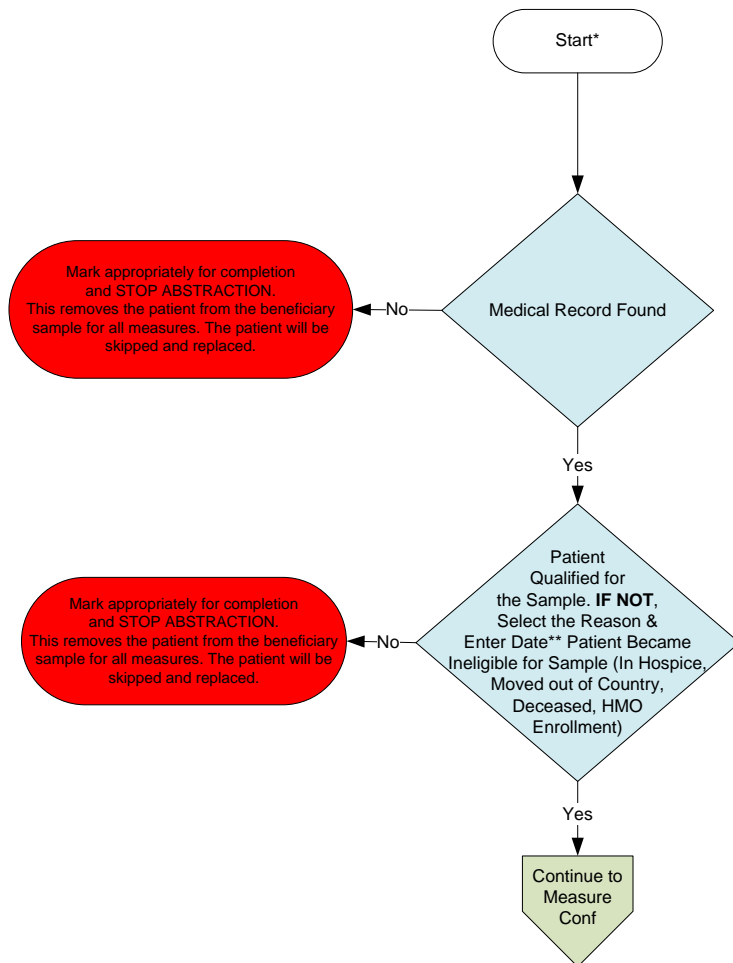 Start*
Medical Record Found
No
Mark appropriately for completion
and STOP ABSTRACTION.
This removes the patient from the beneficiary
sample for all measures. The patient will be
skipped and replaced.
Yes
Patient
Qualified for
the Sample. IF NOT,
Select the Reason &
Enter Date** Patient Became
Ineligible for Sample (In Hospice,
Moved out of Country,
Deceased, HMO
Enrollment)
No
Mark appropriately for completion
and STOP ABSTRACTION.
This removes the patient from the beneficiary
sample for all measures. The patient will be
skipped and replaced.
Yes
Continue to
Measure
Conf